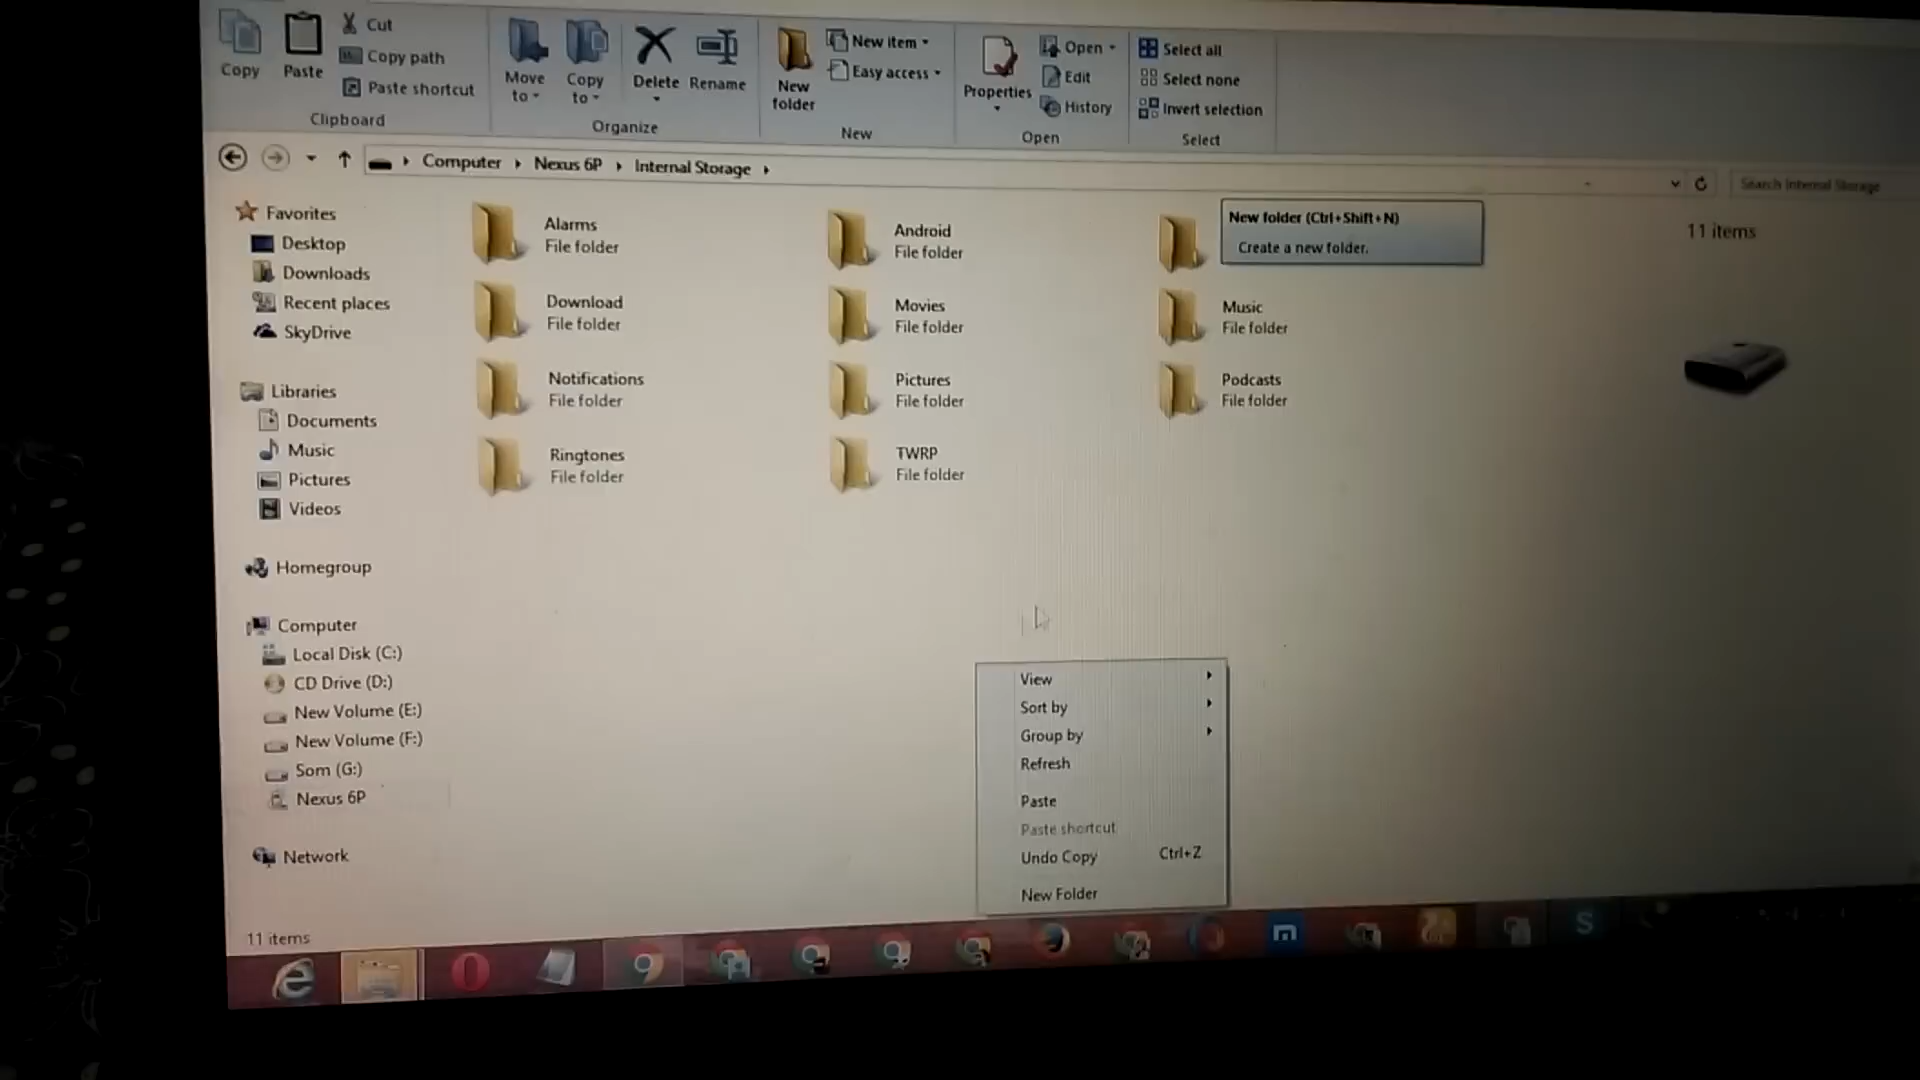 Copy
Paste
Cut
Copy path
Paste shortcut
Clipboard
Move to
Copy to
Delete
Rename
Organize
New folder
New item
Easy access
New
Properties
Open
Edit
History
Open
Select all
Select none
Invert selection
Select
Computer
Nexus 6P
Internal Storage
Search Internal Storage
Favorites
Desktop
Downloads
Recent places
SkyDrive
Libraries
Documents
Music
Pictures
Videos
Homegroup
Computer
Local Disk (C:)
CD Drive (D:)
New Volume (E:)
New Volume (F:)
Som (G:)
Nexus 6P
Network
Alarms
File folder
Android
File folder
New folder (Ctrl+Shift+N)
Create a new folder.
Download
File folder
Movies
File folder
Music
File folder
Notifications
File folder
Pictures
File folder
Podcasts
File folder
Ringtones
File folder
TWRP
File folder
11 items
View
Sort by
Group by
Refresh
Paste
Paste shortcut
Undo Copy Ctrl+Z
New Folder
11 items